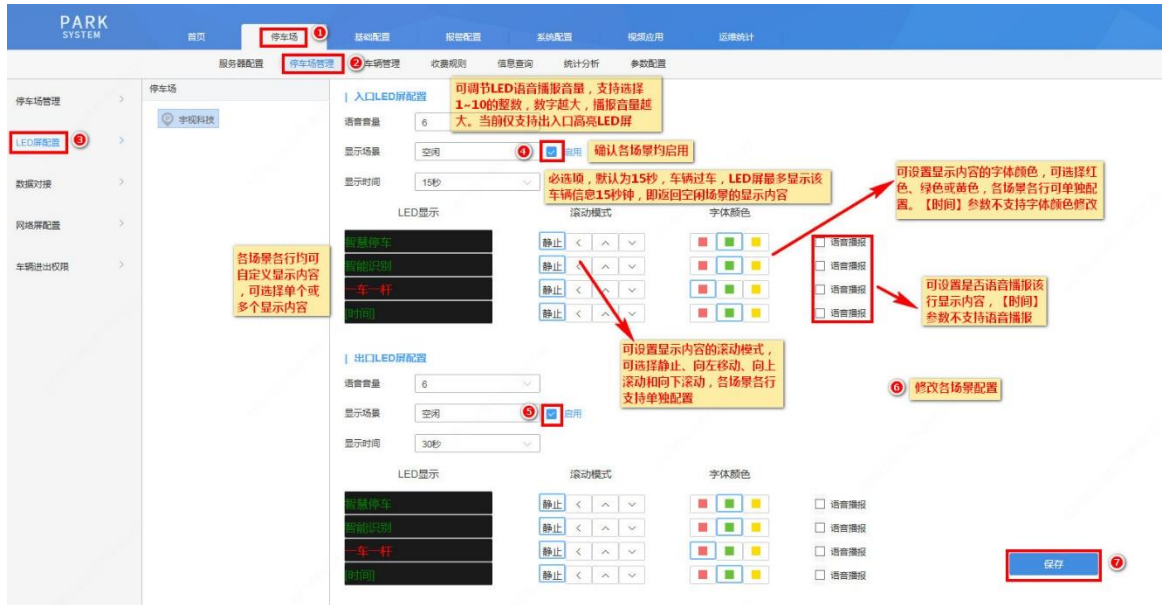 PARK
SYSTEM
首页
停车场
1
基础配置
报警配置
系统配置
视频应用
运维统计
服务器配置
停车场管理
2
车辆管理
收费规则
信息查询
统计分析
参数配置
停车场管理
LED屏配置
3
数据对接
网络屏配置
车辆进出权限
停车场
宇视科技
入口LED屏配置
可调节LED语音播报音量，支持选择
1~10的整数，数字越大，播报音量越
大。当前仅支持出入口高亮LED屏
语音音量
6
显示场景
空闲
4
启用
确认各场景均启用
显示时间
15秒
必选项，默认为15秒，车辆过车，LED屏最多显示该
车辆信息15秒钟，即返回空闲场景的显示内容
可设置显示内容的字体颜色，可选择红
色、绿色或黄色，各场景各行可单独配
置。【时间】参数不支持字体颜色修改
LED显示
滚动模式
字体颜色
智慧停车
静止
语音播报
智能识别
静止
语音播报
一车一杆
静止
语音播报
[时间]
静止
语音播报
各场景各行均可
自定义显示内容
，可选择单个或
多个显示内容
可设置是否语音播报该
行显示内容，【时间】
参数不支持语音播报
可设置显示内容的滚动模式，
可选择静止、向左移动、向上
滚动和向下滚动，各场景各行
支持单独配置
出口LED屏配置
语音音量
6
6
修改各场景配置
显示场景
空闲
5
启用
显示时间
30秒
LED显示
滚动模式
字体颜色
智慧停车
静止
语音播报
智能识别
静止
语音播报
一车一杆
静止
语音播报
[时间]
静止
语音播报
保存
7